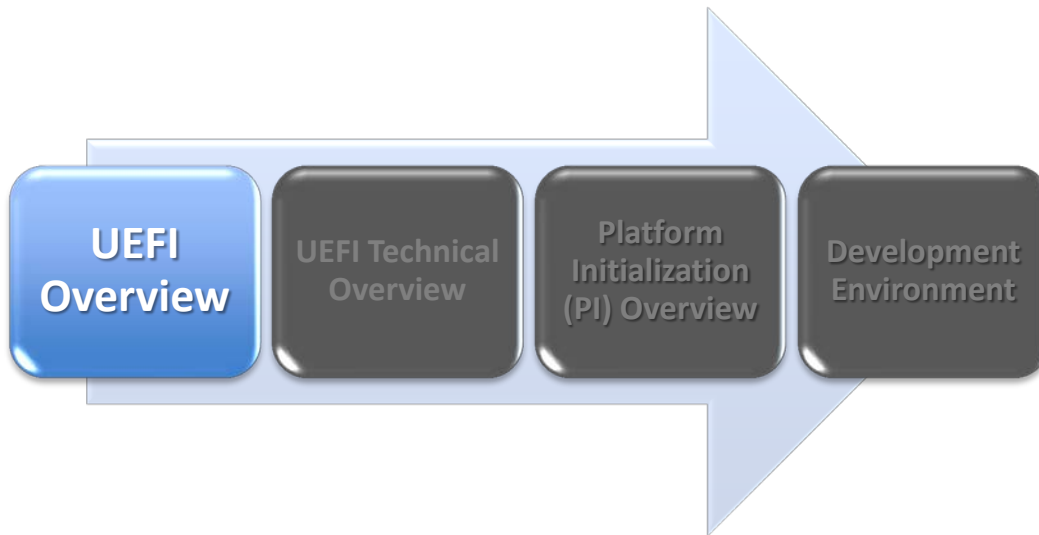 UEFI
Overview
UEFI Technical
Overview
Platform
Initialization
(PI) Overview
Development
Environment